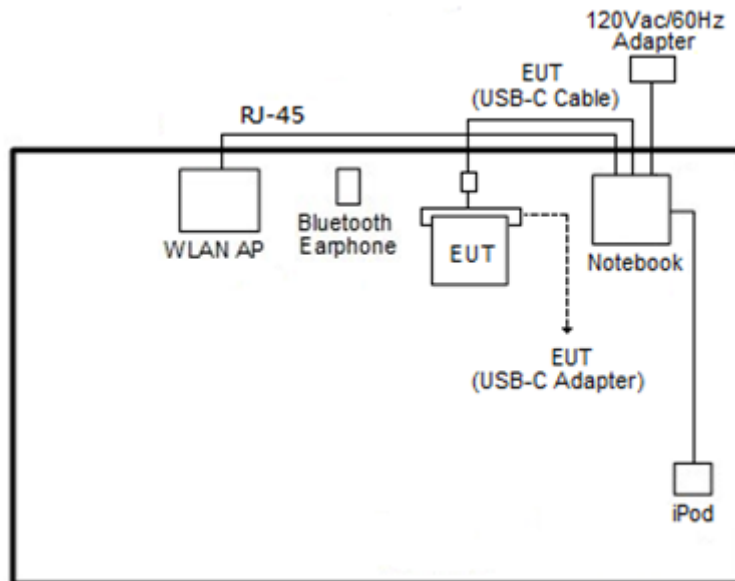 120Vac/60Hz
Adapter
EUT
(USB-C Cable)
RJ-45
WLAN AP
Bluetooth
Earphone
EUT
Notebook
EUT
(USB-C Adapter)
iPod